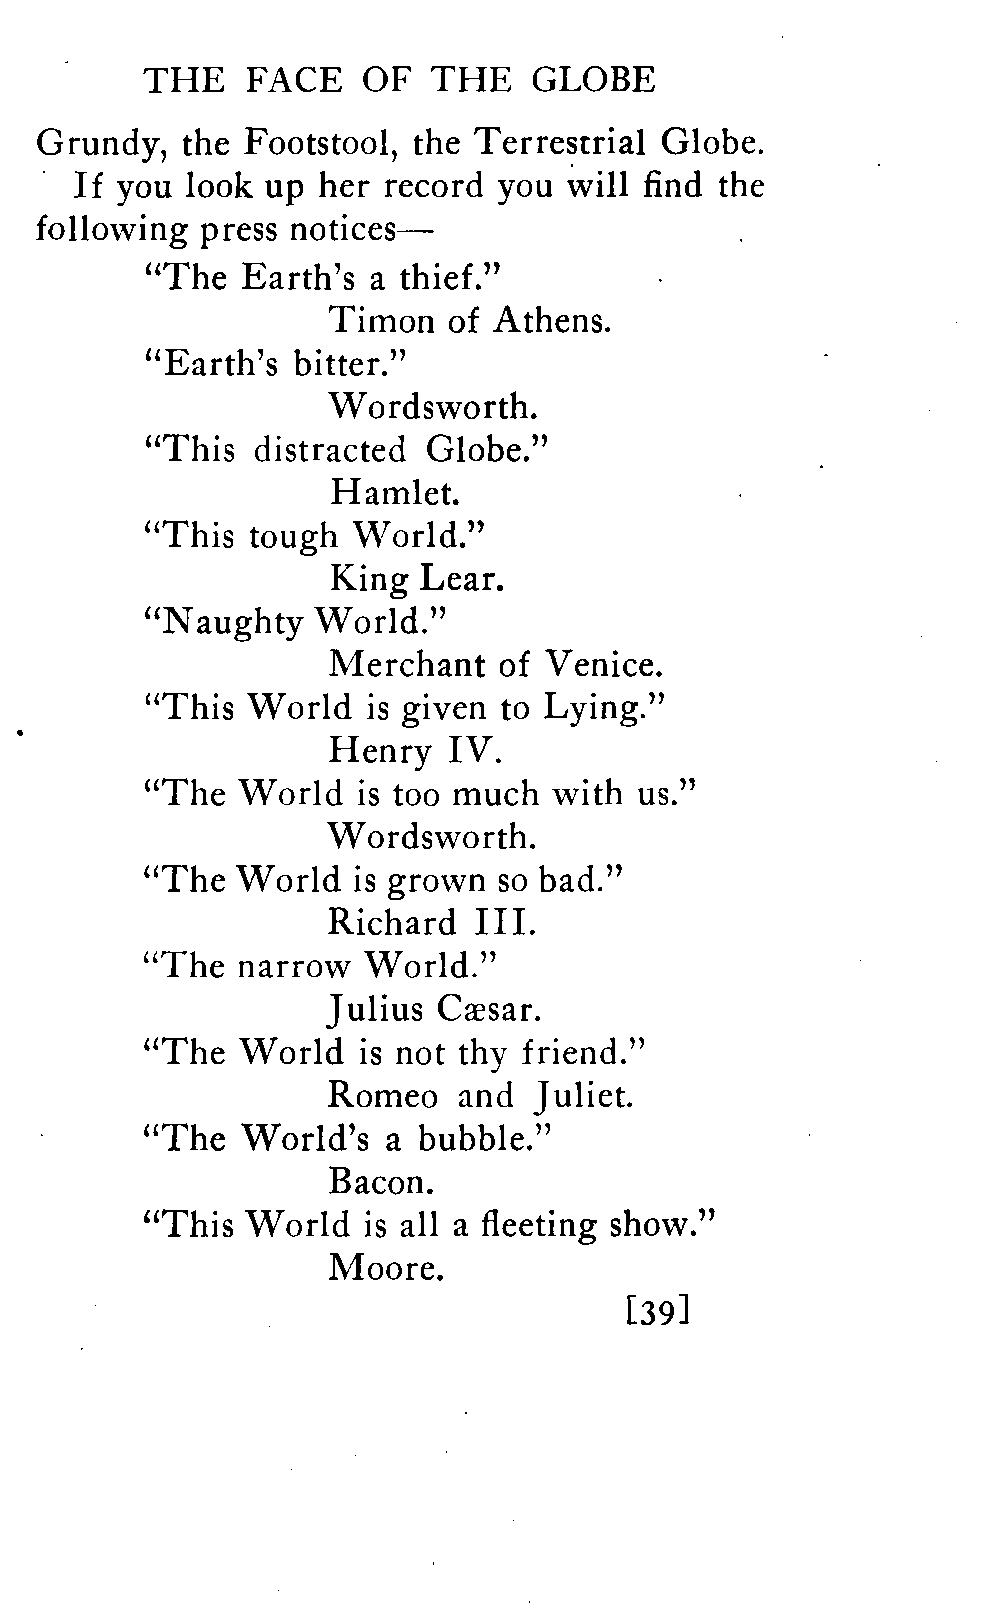 THE FACE OF THE GLOBE
Grundy, the Footstool, the Terrestrial Globe.
If you look up her record you will find the
following press notices—
“The Earth's a thief.”
Timon of Athens.
“Earth's bitter.”
Wordsworth.
“This distracted Globe.”
Hamlet.
“This tough World.”
King Lear.
“Naughty World.”
Merchant of Venice.
“This World is given to Lying.”
Henry IV.
“The World is too much with us.”
Wordsworth.
“The World is grown so bad.”
Richard III.
“The narrow World.”
Julius Cæsar.
“The World is not thy friend.”
Romeo and Juliet.
“The World's a bubble.”
Bacon.
“This World is all a fleeting show.”
Moore.
[39]